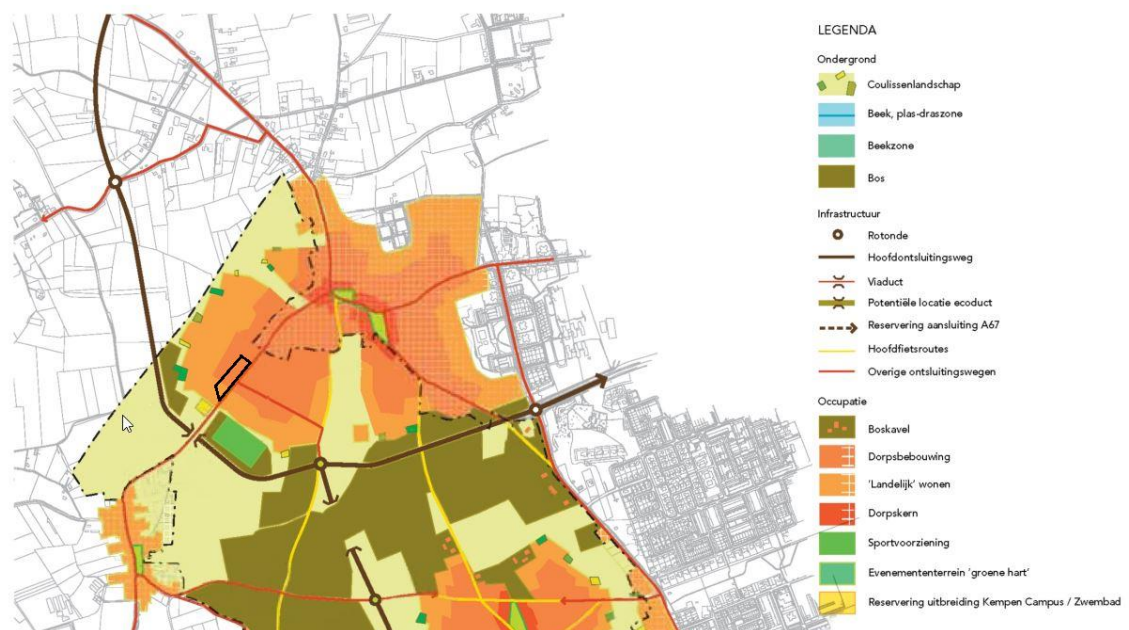 LEGENDA
Ondergrond
Coulissenlandschap
Beek, plas-draszone
Beekzone
Bos
Infrastructuur
Rotonde
Hoofdontsluitingsweg
Viaduct
Potentiële locatie ecoduct
Reservering aansluiting A67
Hoofdfietsroutes
Overige ontsluitingswegen
Occupatie
Boskavel
Dorpsbebouwing
'Landelijk' wonen
Dorpskern
Sportvoorziening
Evenemententerrein 'groene hart'
Reservering uitbreiding Kempen Campus / Zwembad